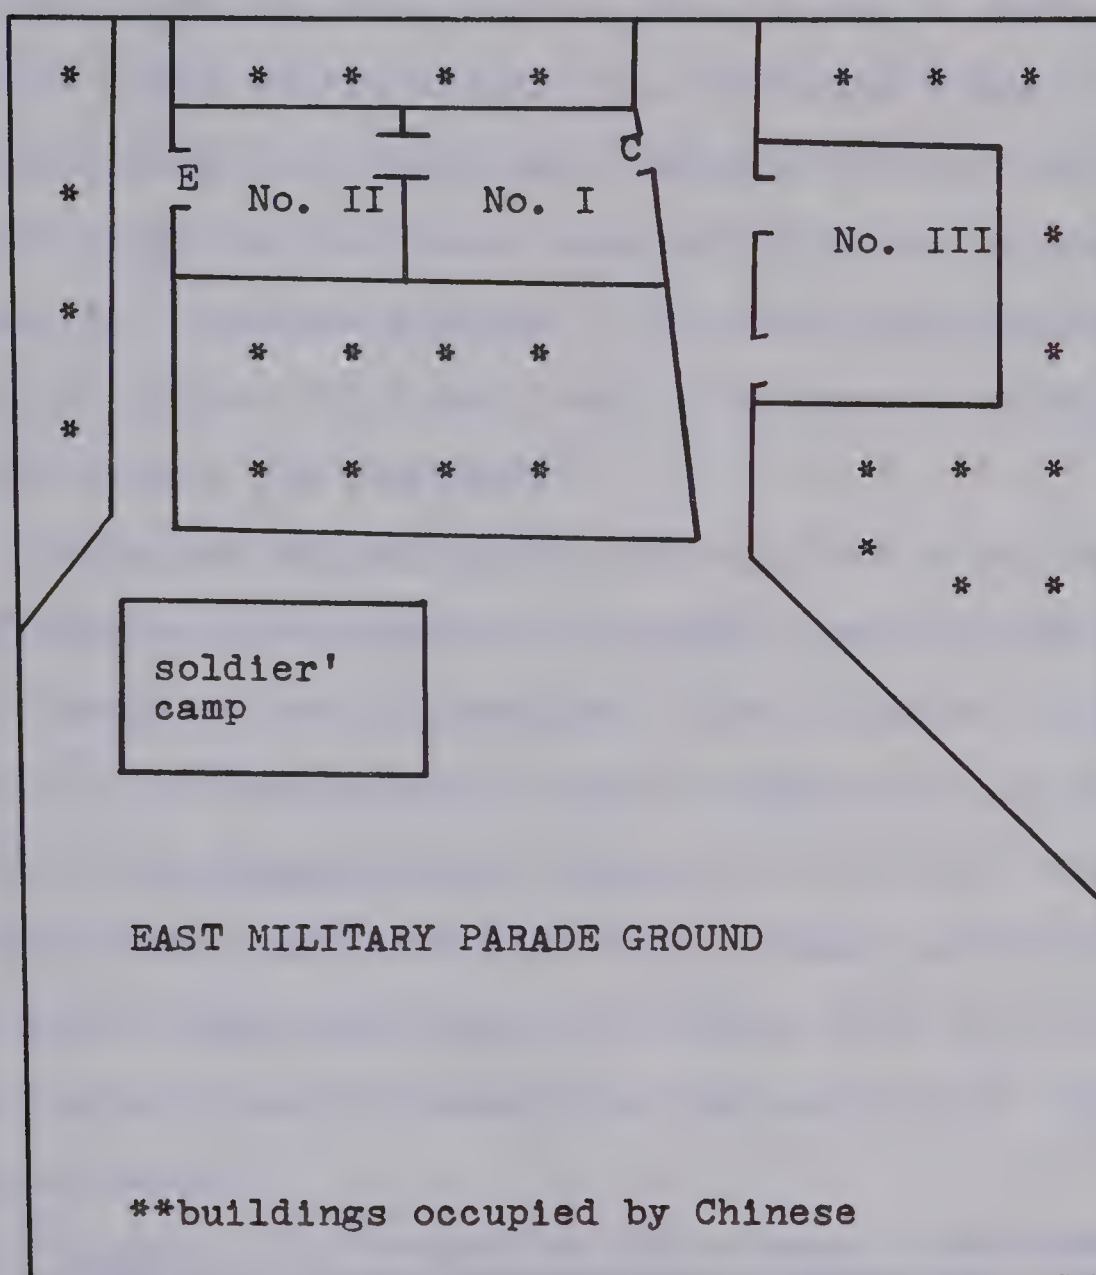 * * * * * * * *
E
C
* No. II No. I No. III *
* * * * * *
* * * * * * * *
*
* *
soldier'
camp
EAST MILITARY PARADE GROUND
**buildings occupied by Chinese